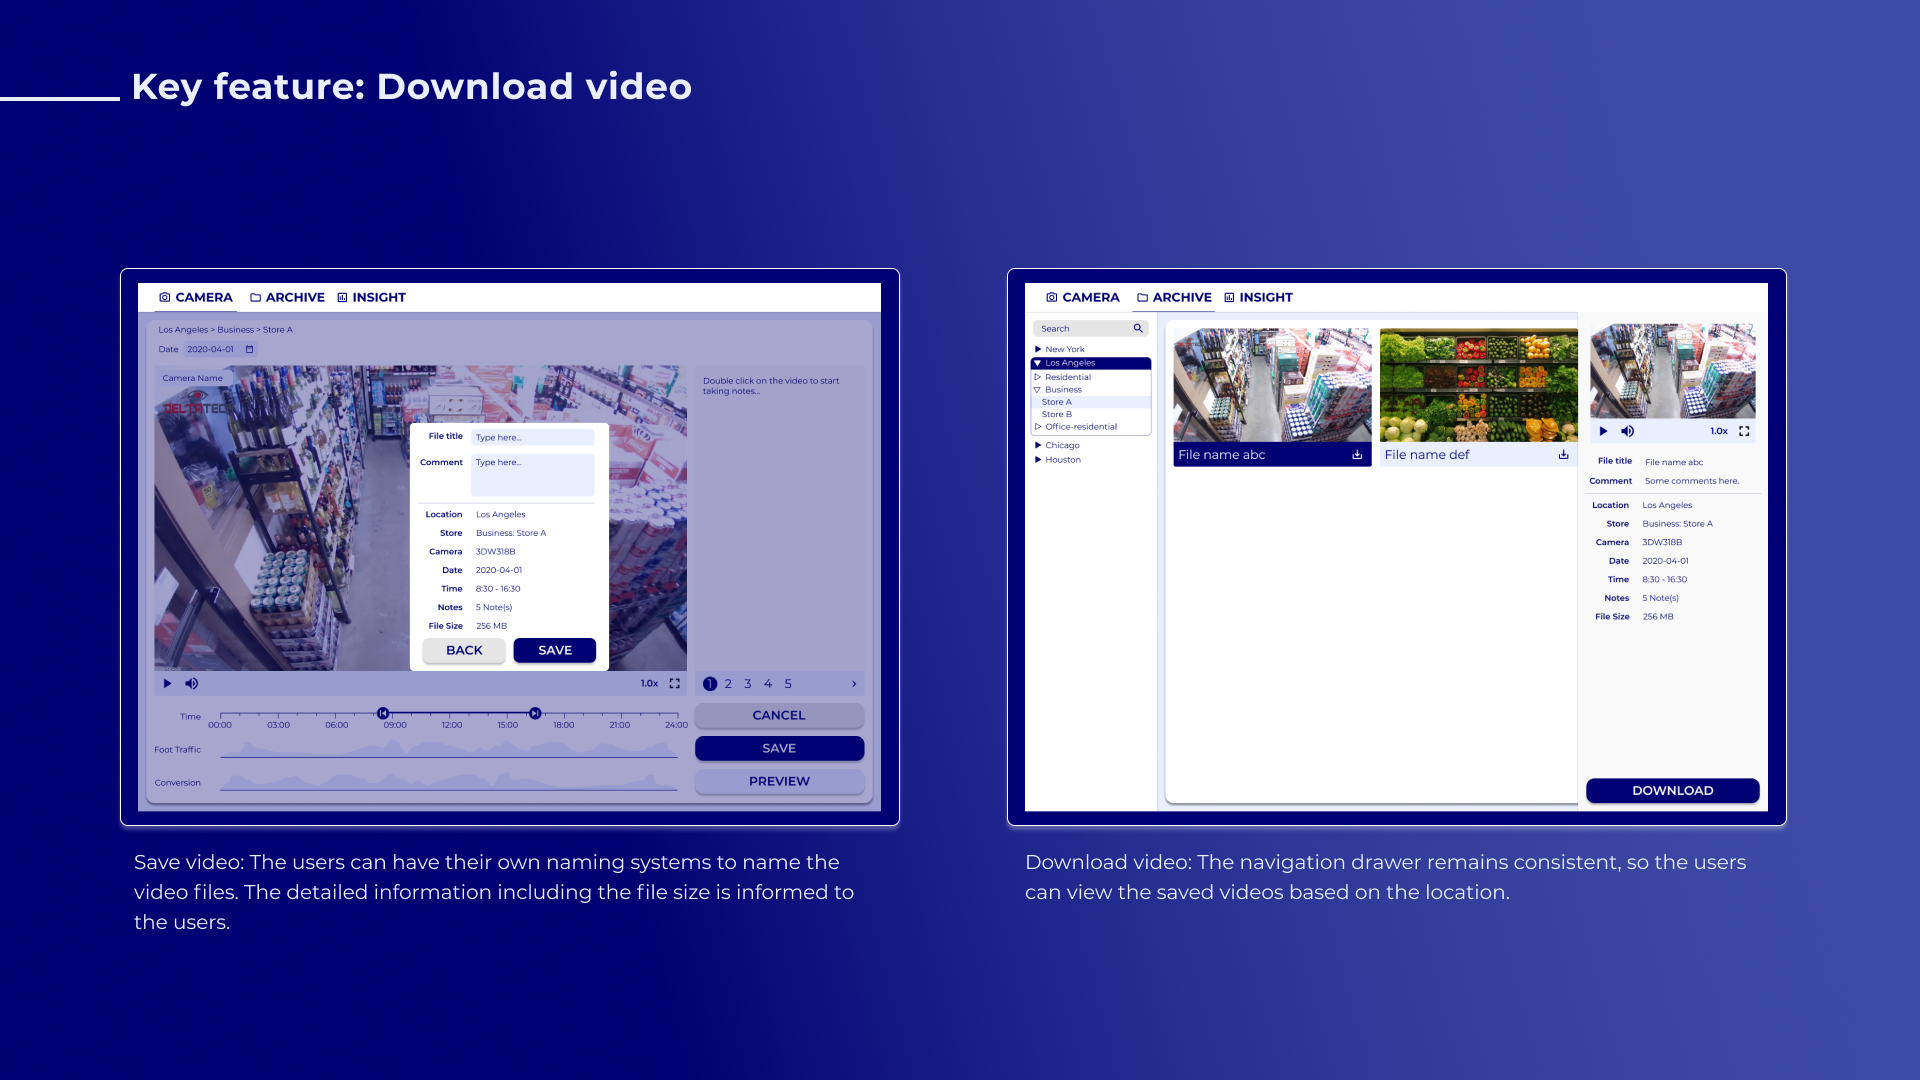 Key feature: Download video
CAMERA ARCHIVE INSIGHT
Los Angeles > Business > Store A
Date 2020-04-01
Camera Name
DELTATECH
Double click on the video to start
taking notes...
File title Type here...
Comment Type here...
Location Los Angeles
Store Business: Store A
Camera 3DW318B
Date 2020-04-01
Time 8:30 - 16:30
Notes 5 Note(s)
File Size 256 MB
BACK SAVE
1.0x
1 2 3 4 5
Time
00:00 03:00 06:00 09:00 12:00 15:00 18:00 21:00 24:00
Foot Traffic
Conversion
CANCEL
SAVE
PREVIEW
Save video: The users can have their own naming systems to name the
video files. The detailed information including the file size is informed to
the users.
CAMERA ARCHIVE INSIGHT
Search
New York
Los Angeles
Residential
Business
Store A
Store B
Office-residential
Chicago
Houston
File name abc
File name def
1.0x
File title File name abc
Comment Some comments here.
Location Los Angeles
Store Business: Store A
Camera 3DW318B
Date 2020-04-01
Time 8:30 - 16:30
Notes 5 Note(s)
File Size 256 MB
DOWNLOAD
Download video: The navigation drawer remains consistent, so the users
can view the saved videos based on the location.